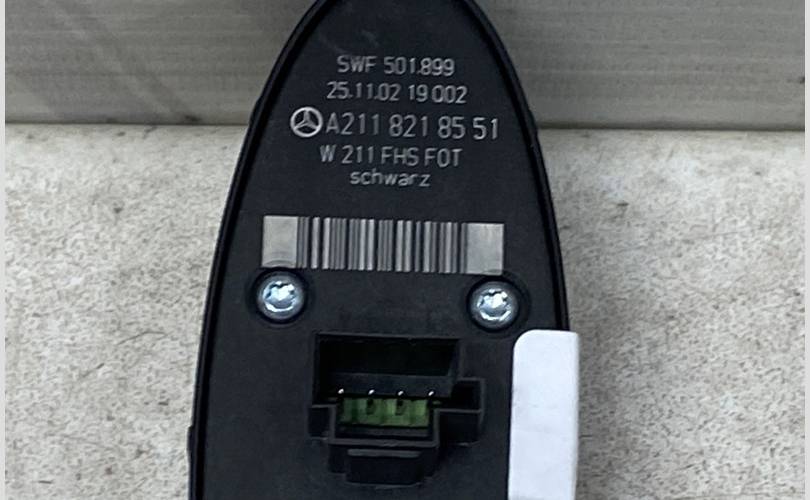 SWF 501.899
25.11.02 19 002
A211 821 85 51
W 211 FHS FOT
schwarz